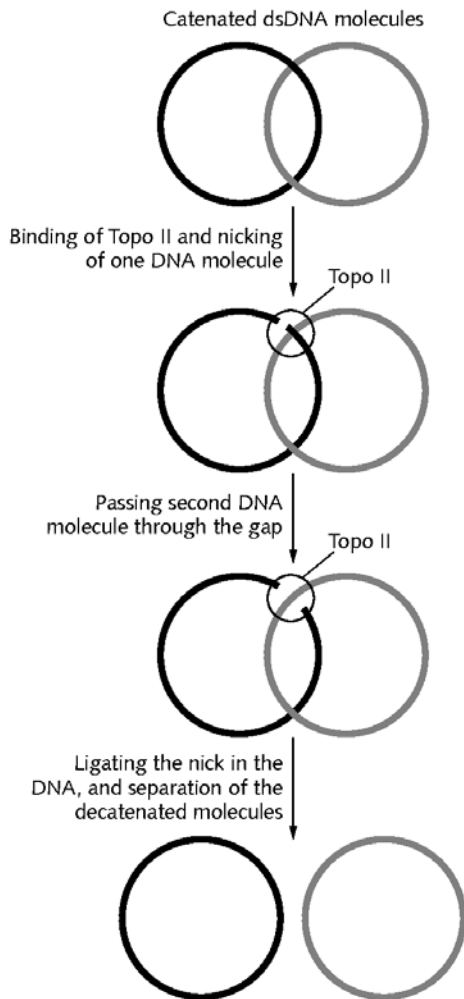 Catenated dsDNA molecules
Binding of Topo II and nicking
of one DNA molecule
Topo II
Passing second DNA
molecule through the gap
Topo II
Ligating the nick in the
DNA, and separation of the
decatenated molecules